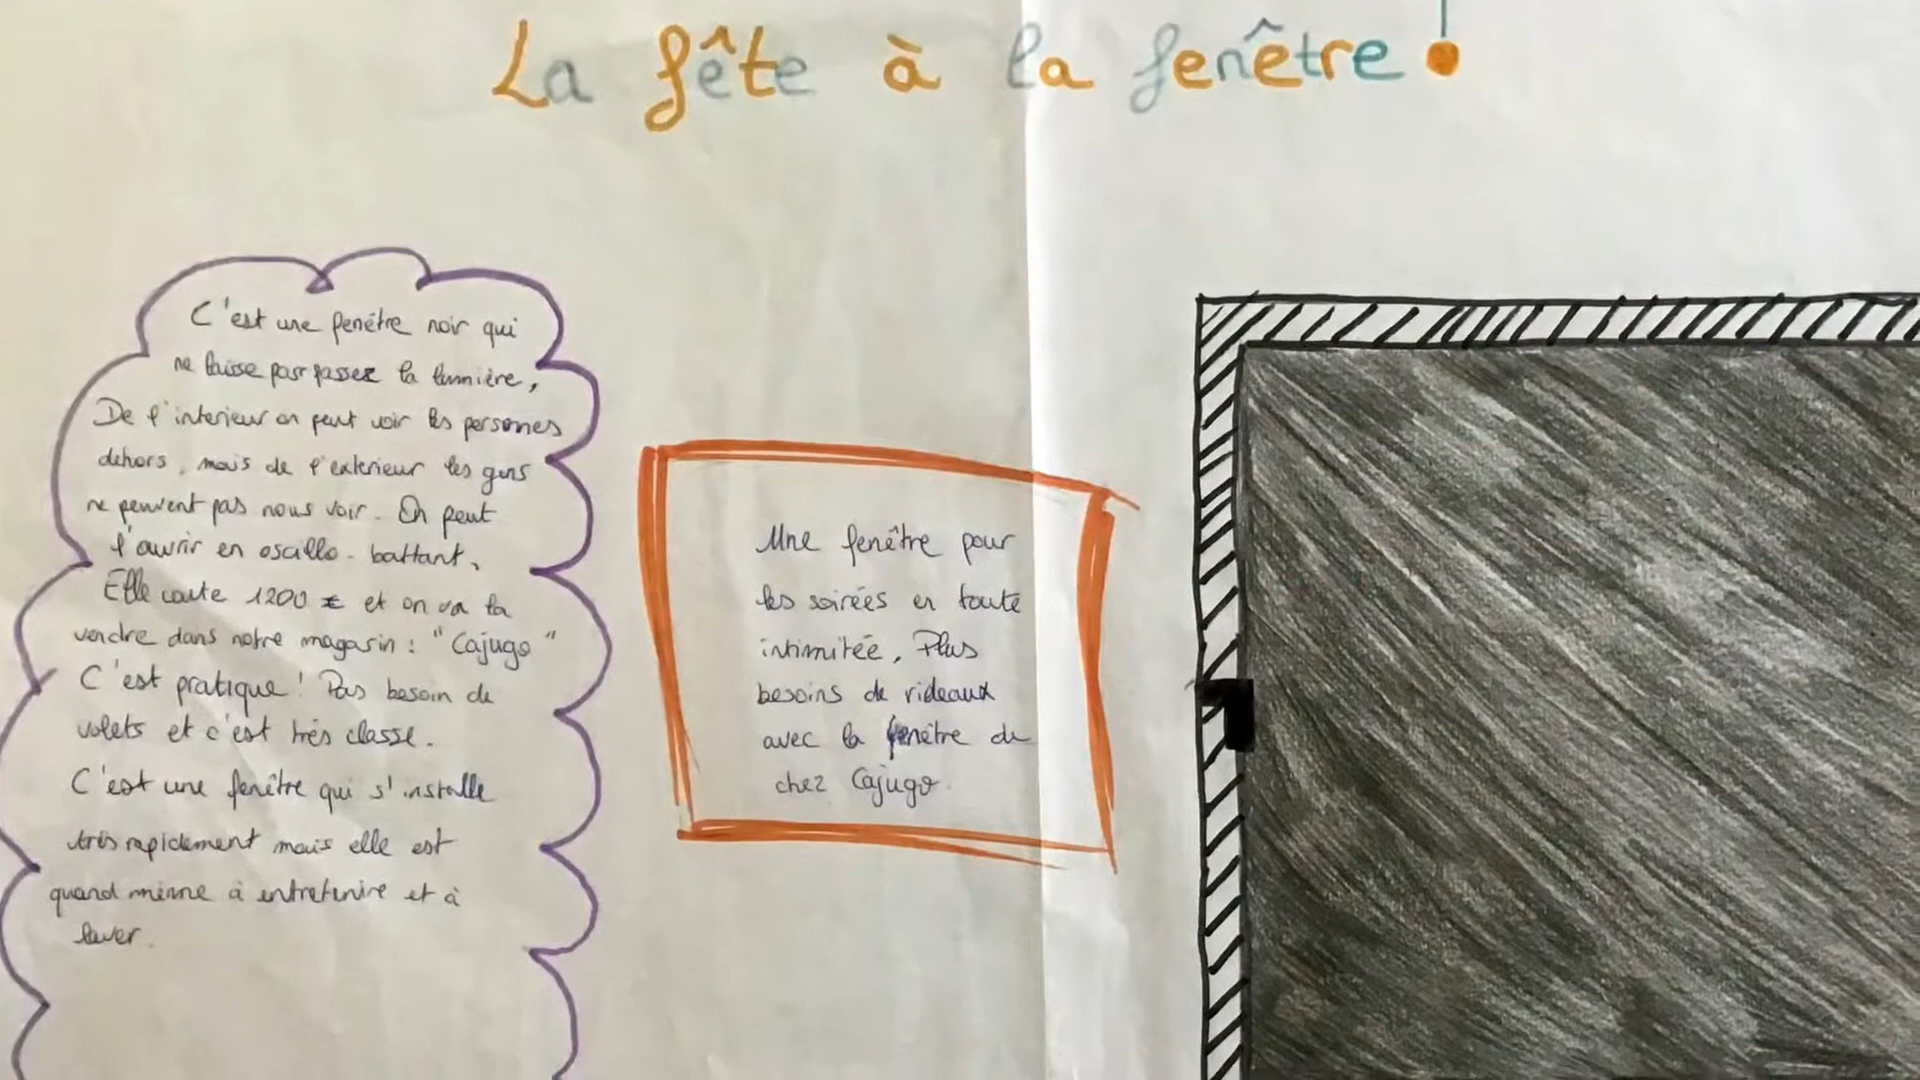 La fête à la fenêtre !
C'est une fenêtre noir qui
ne laisse pas passez la lumière,
De l'interieur on peut voir les personnes
dehors, mais de l'exterieur les gens
ne peuvent pas nous voir. On peut
l'ouvrir en oscillo-battant.
Elle coute 1200 € et on va la
vendre dans notre magasin : "Cajugo"
C'est pratique ! Pas besoin de
volets et c'est très classe.
C'est une fenêtre qui s'installe
très rapidement mais elle est
quand même à entretenire et à
laver.
Une fenêtre pour
les soirées en toute
intimitée. Plus
besoins de rideaux
avec la fenêtre de
chez Cajugo.